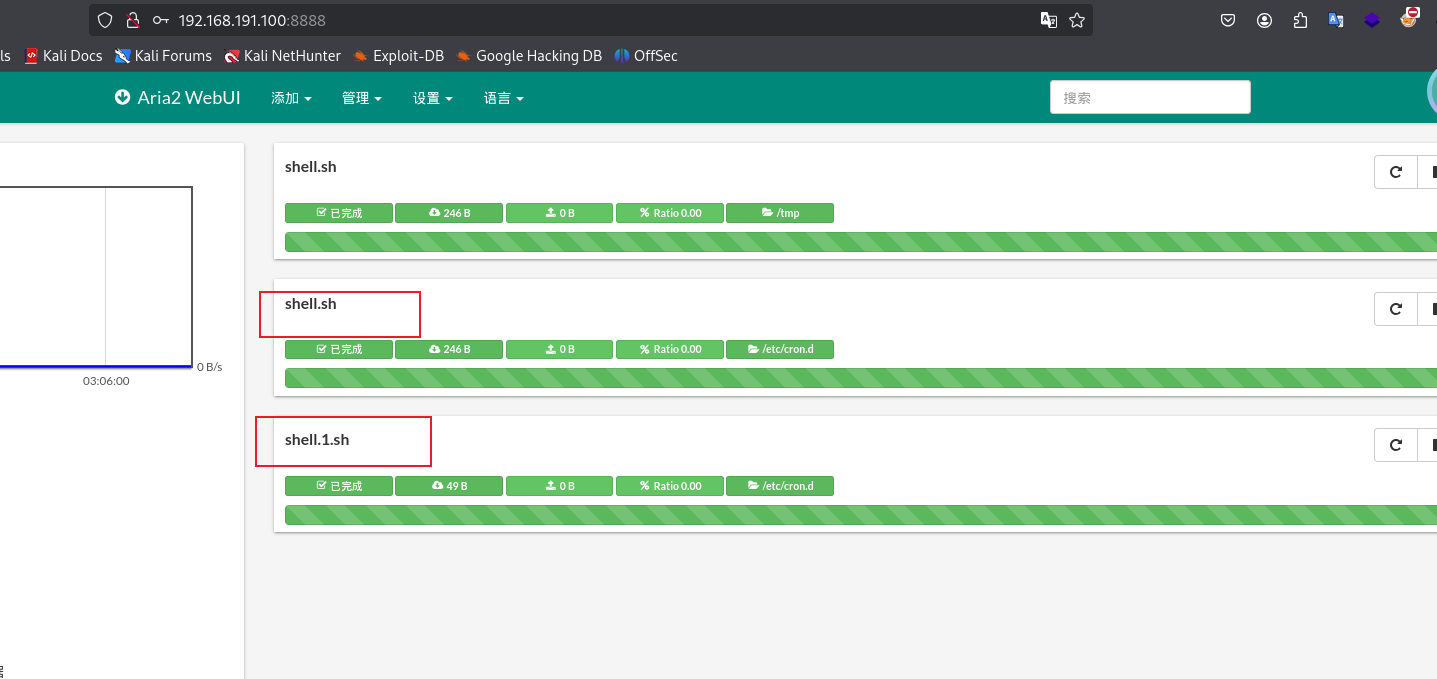 192.168.191.100:8888
ls Kali Docs Kali Forums Kali NetHunter Exploit-DB Google Hacking DB OffSec
Aria2 WebUI 添加 管理 设置 语言 搜索
shell.sh
已完成 246 B 0 B Ratio 0.00 /tmp
shell.sh
已完成 246 B 0 B Ratio 0.00 /etc/cron.d
0 B/s
03:06:00
shell.1.sh
已完成 49 B 0 B Ratio 0.00 /etc/cron.d